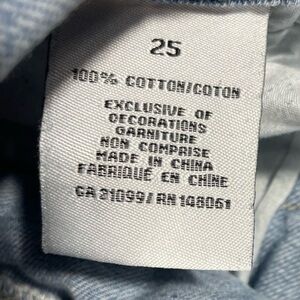 25
100% COTTON/COTON
EXCLUSIVE OF
DECORATIONS
GARNITURE
NON COMPRISE
MADE IN CHINA
FABRIQUÉ EN CHINE
CA 21099/RN 148061